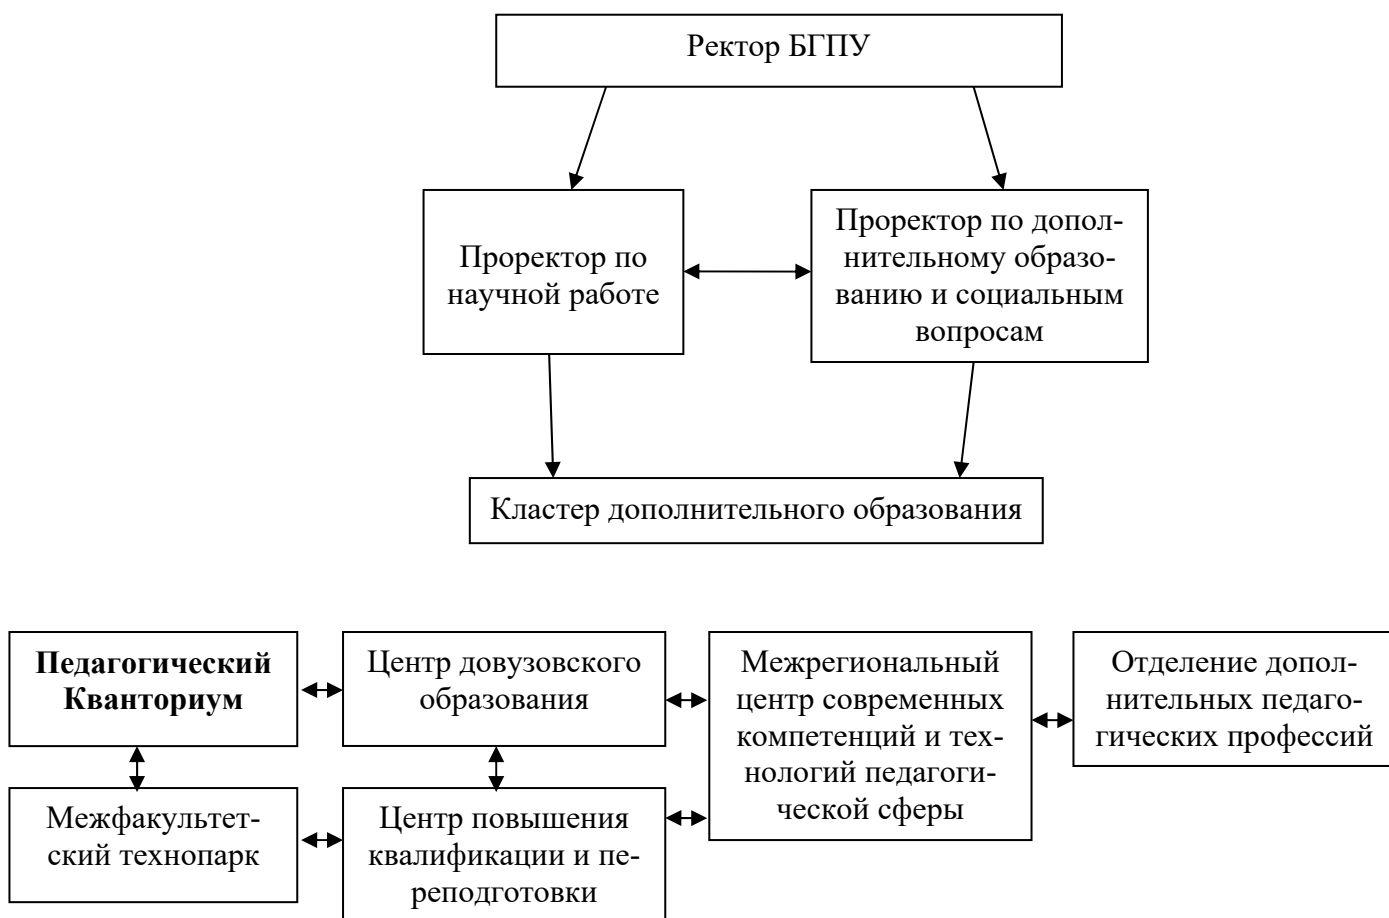 Ректор БГПУ
Проректор по
научной работе
Проректор по допол-
нительному образо-
ванию и социальным
вопросам
Кластер дополнительного образования
Педагогический
Кванториум
Центр довузовского
образования
Межрегиональный
центр современных
компетенций и тех-
нологий педагоги-
ческой сферы
Отделение допол-
нительных педаго-
гических профессий
Межфакультет-
ский технопарк
Центр повышения
квалификации и пе-
реподготовки